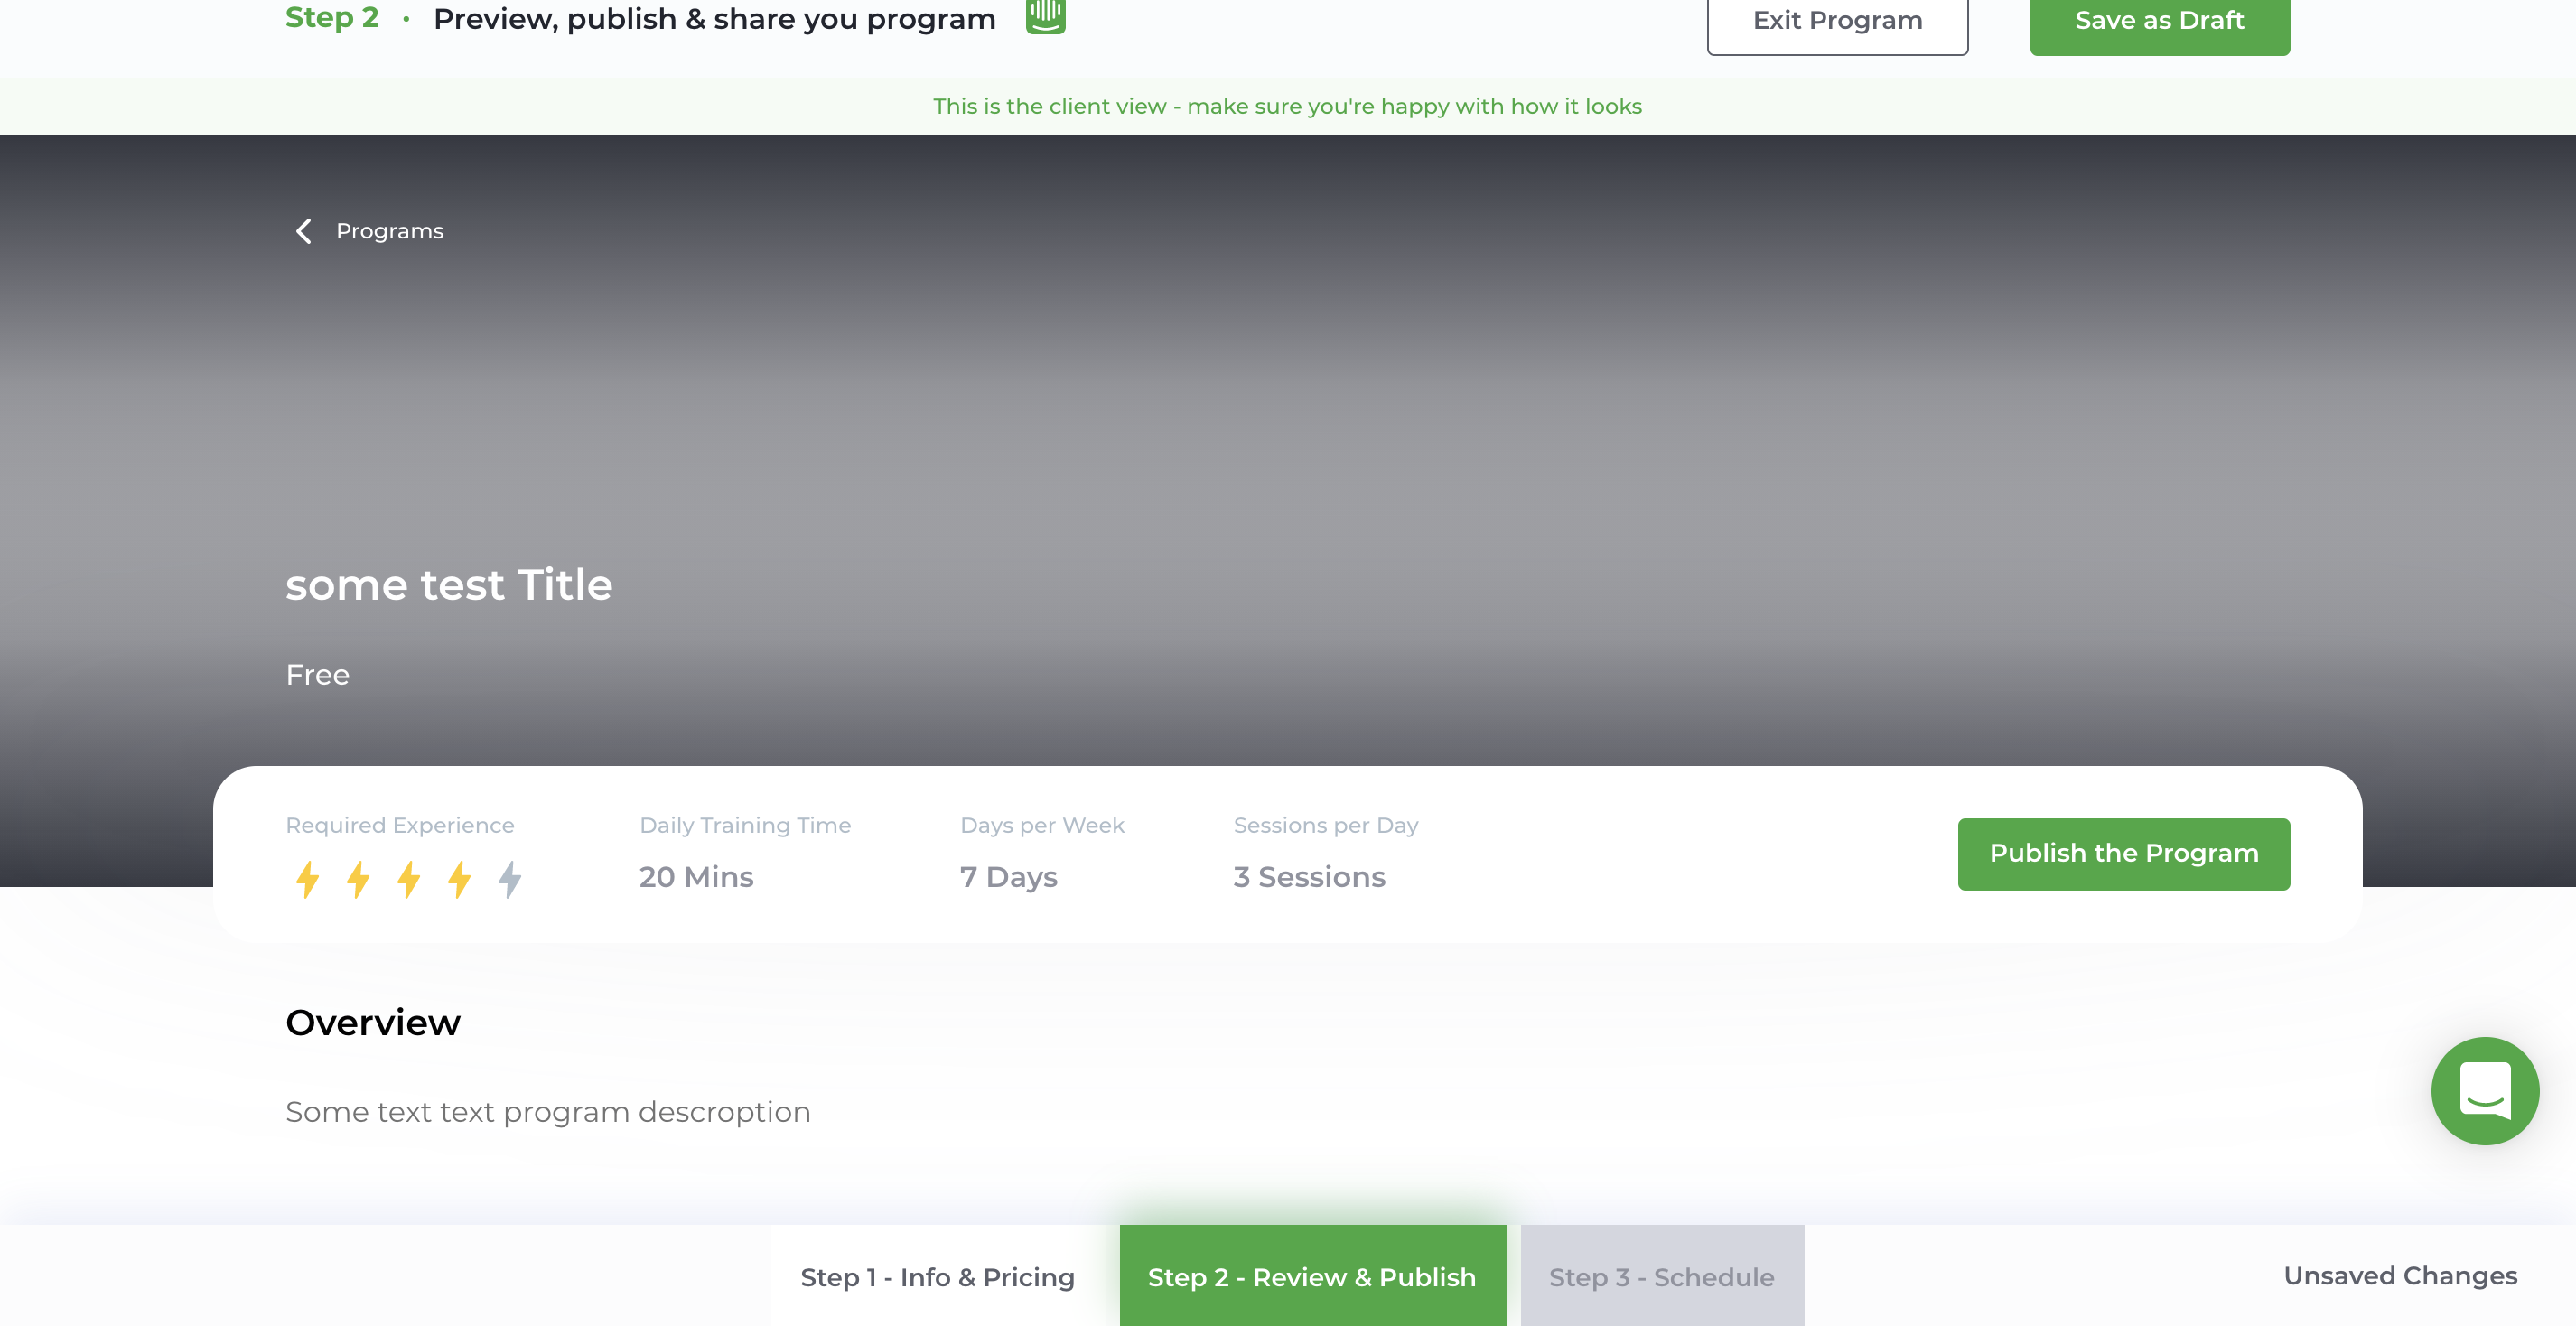 Step 2 • Preview, publish & share you program
Exit Program
Save as Draft
This is the client view - make sure you're happy with how it looks
Programs
some test Title
Free
Required Experience
Daily Training Time
20 Mins
Days per Week
7 Days
Sessions per Day
3 Sessions
Publish the Program
Overview
Some text text program descroption
Step 1 - Info & Pricing
Step 2 - Review & Publish
Step 3 - Schedule
Unsaved Changes